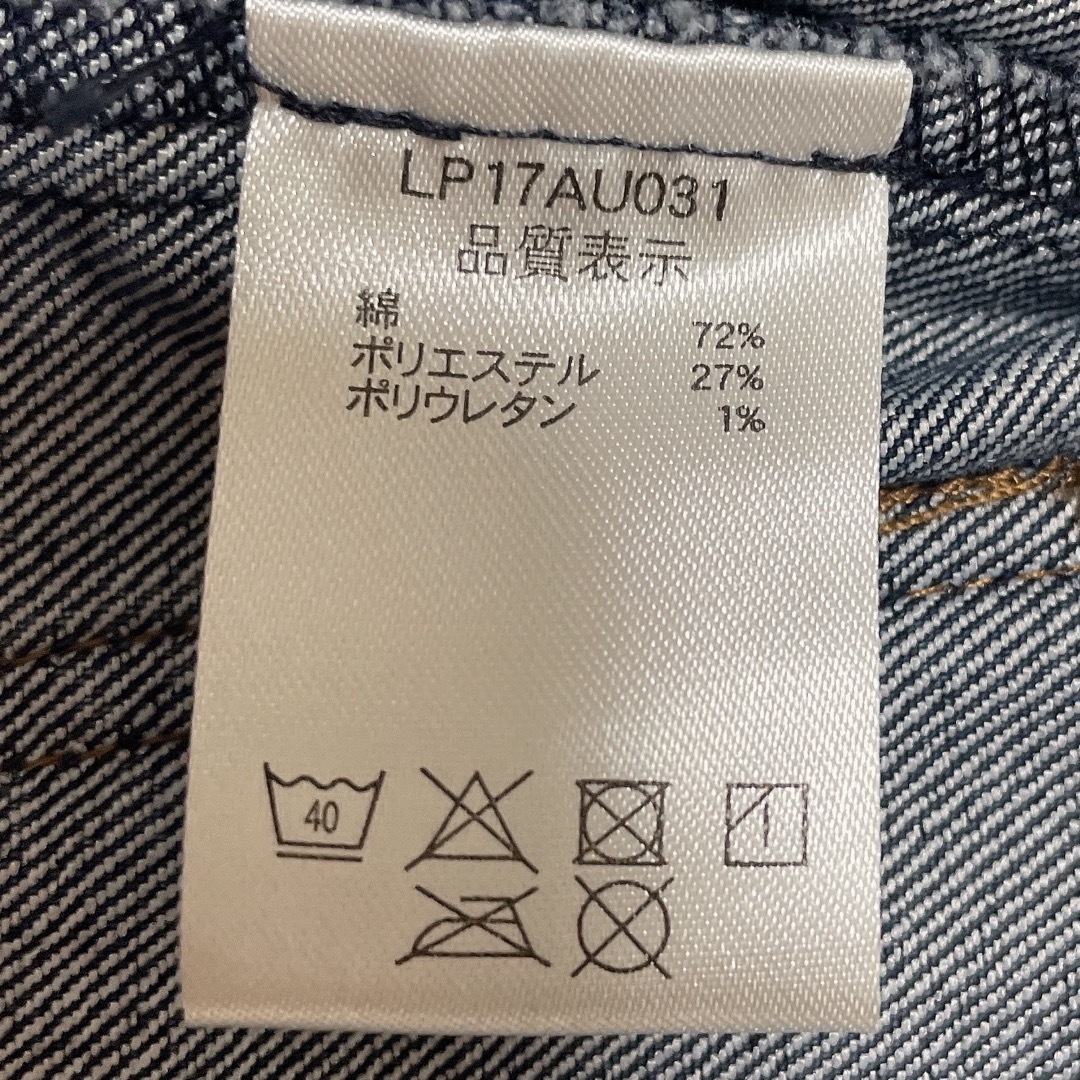 LP17AU031
品質表示
綿 72%
ポリエステル 27%
ポリウレタン 1%
40